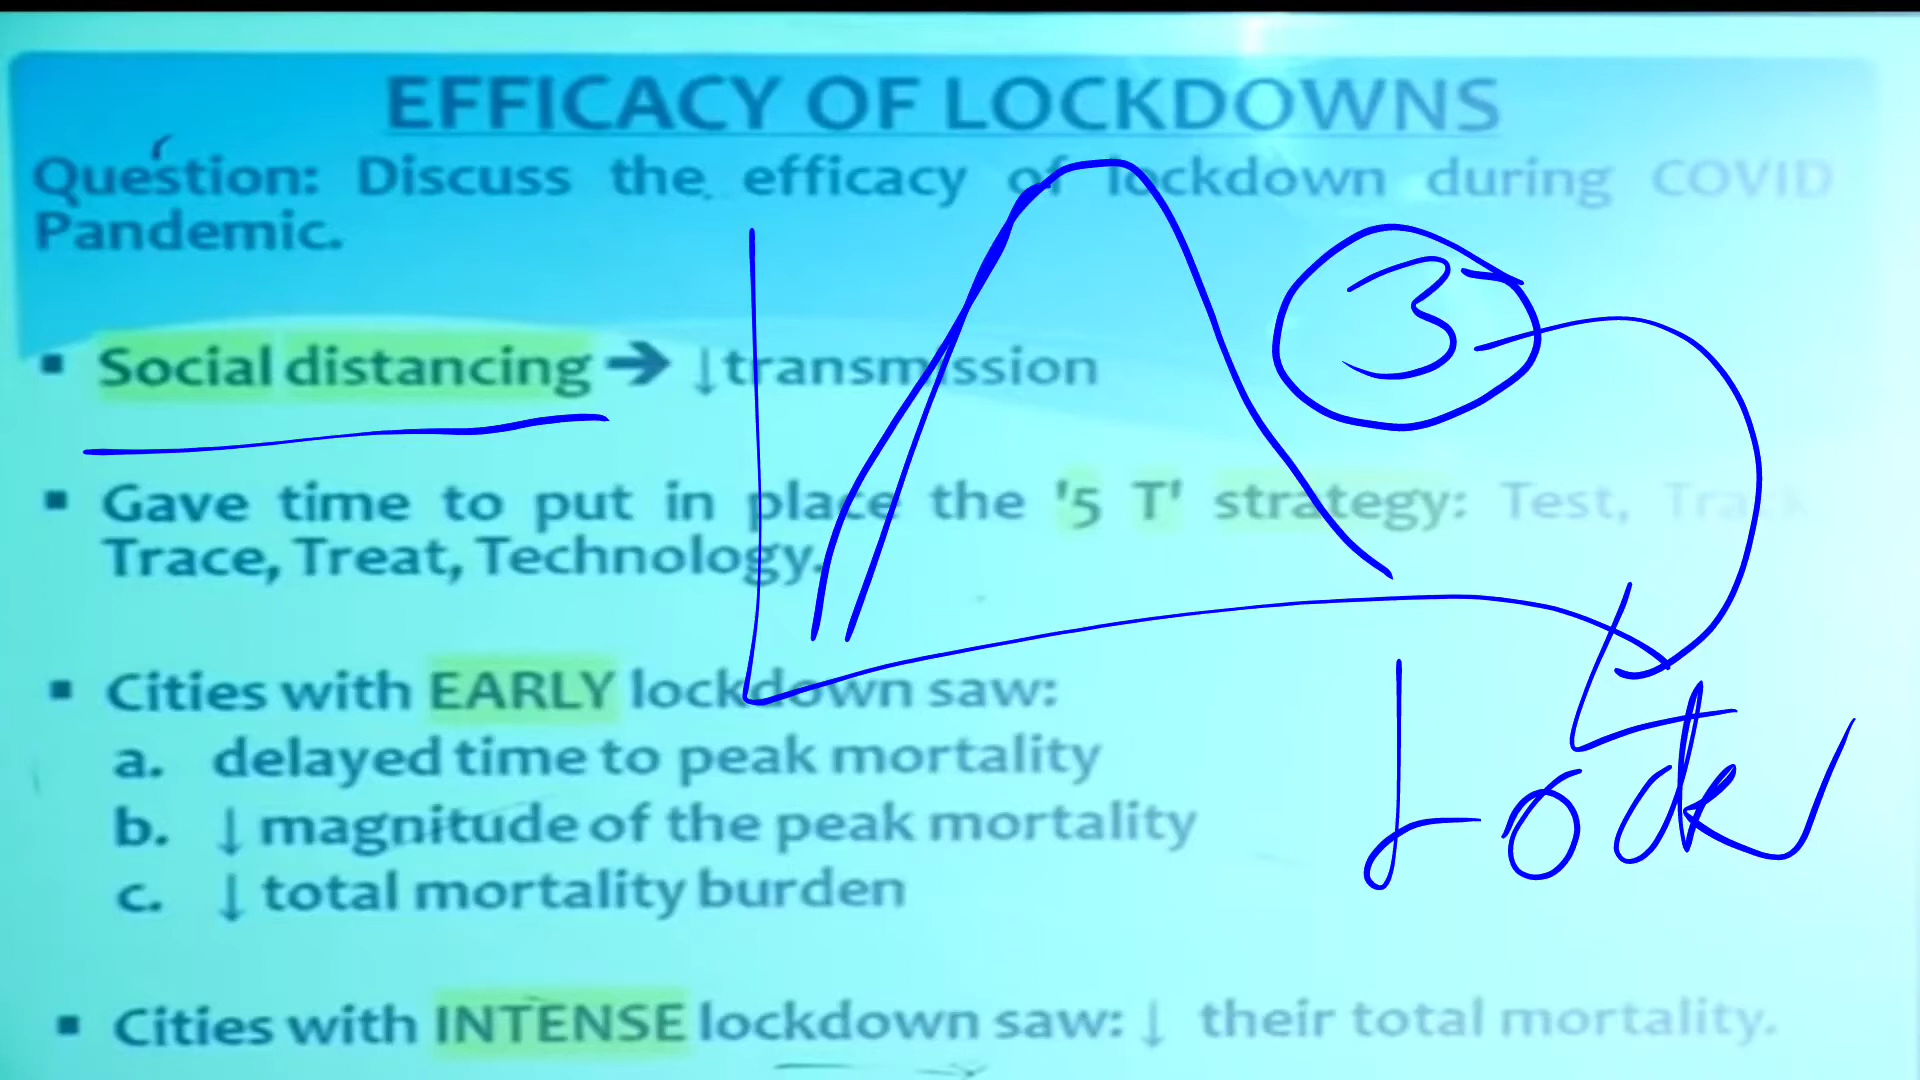 EFFICACY OF LOCKDOWNS
Question: Discuss the efficacy of lockdown during COVID
Pandemic.
3
▪ Social distancing → ↓transmission
▪ Gave time to put in place the '5 T' strategy: Test, Track
Trace, Treat, Technology.
▪ Cities with EARLY lockdown saw:
a. delayed time to peak mortality
b. ↓ magnitude of the peak mortality
c. ↓ total mortality burden
▪ Cities with INTENSE lockdown saw: ↓ their total mortality.